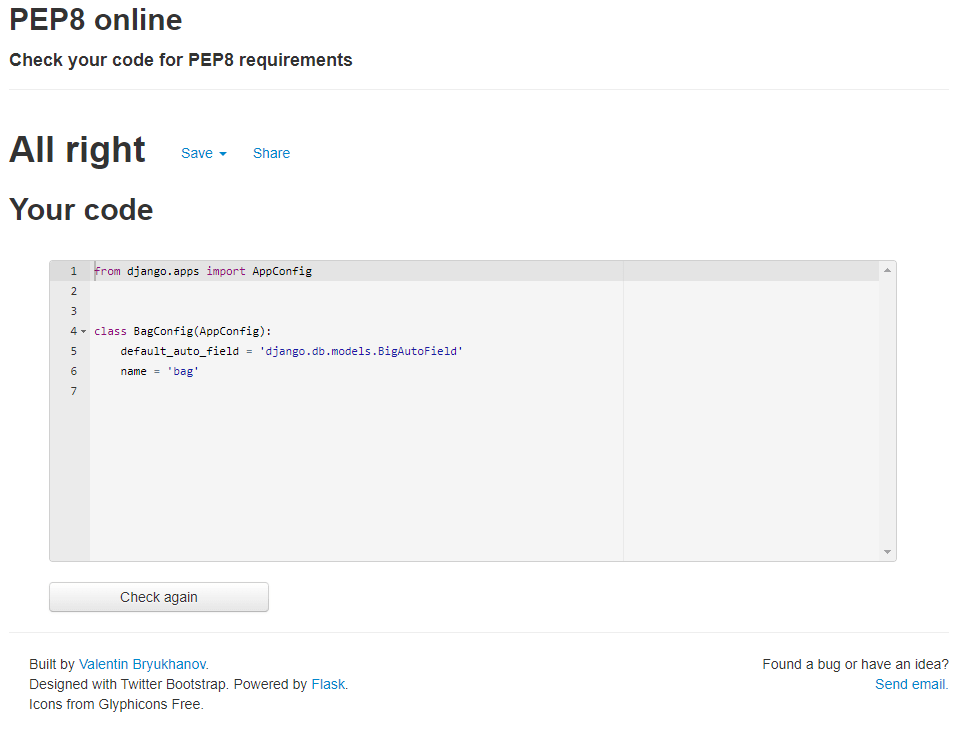 PEP8 online
Check your code for PEP8 requirements
All right Save Share
Your code
1 from django.apps import AppConfig
2
3
4 class BagConfig(AppConfig):
5     default_auto_field = 'django.db.models.BigAutoField'
6     name = 'bag'
7
Check again
Built by Valentin Bryukhanov.
Designed with Twitter Bootstrap. Powered by Flask.
Icons from Glyphicons Free.
Found a bug or have an idea?
Send email.